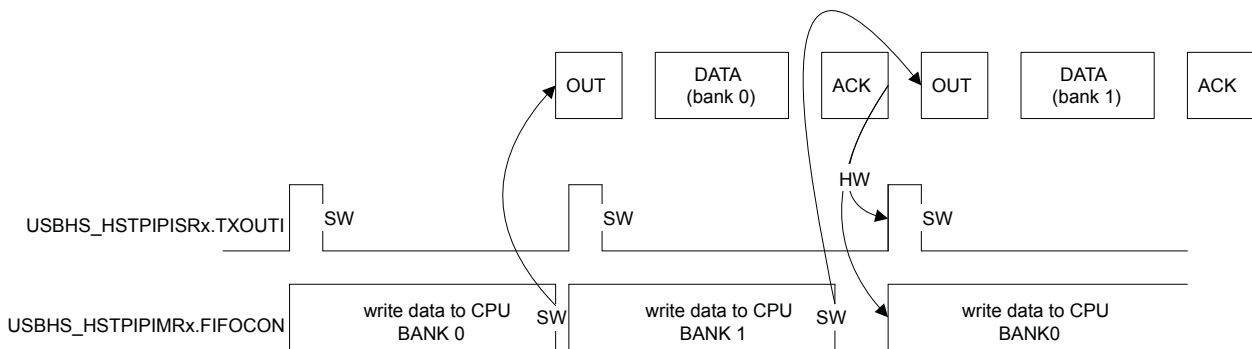 OUT
DATA
(bank 0)
ACK
OUT
DATA
(bank 1)
ACK
HW
USBHS_HSTPIPISRx.TXOUTI
SW
SW
SW
USBHS_HSTPIPIMRx.FIFOCON
write data to CPU
BANK 0
SW
write data to CPU
BANK 1
SW
write data to CPU
BANK0